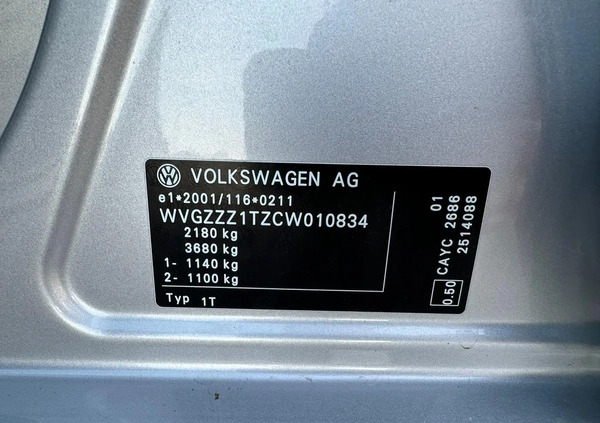 VOLKSWAGEN AG
e1*2001/116*0211
WVGZZZ1TZCW010834
2180 kg
3680 kg
1- 1140 kg
2- 1100 kg
Typ 1T
01
CAYC 2686
2514088
0.50